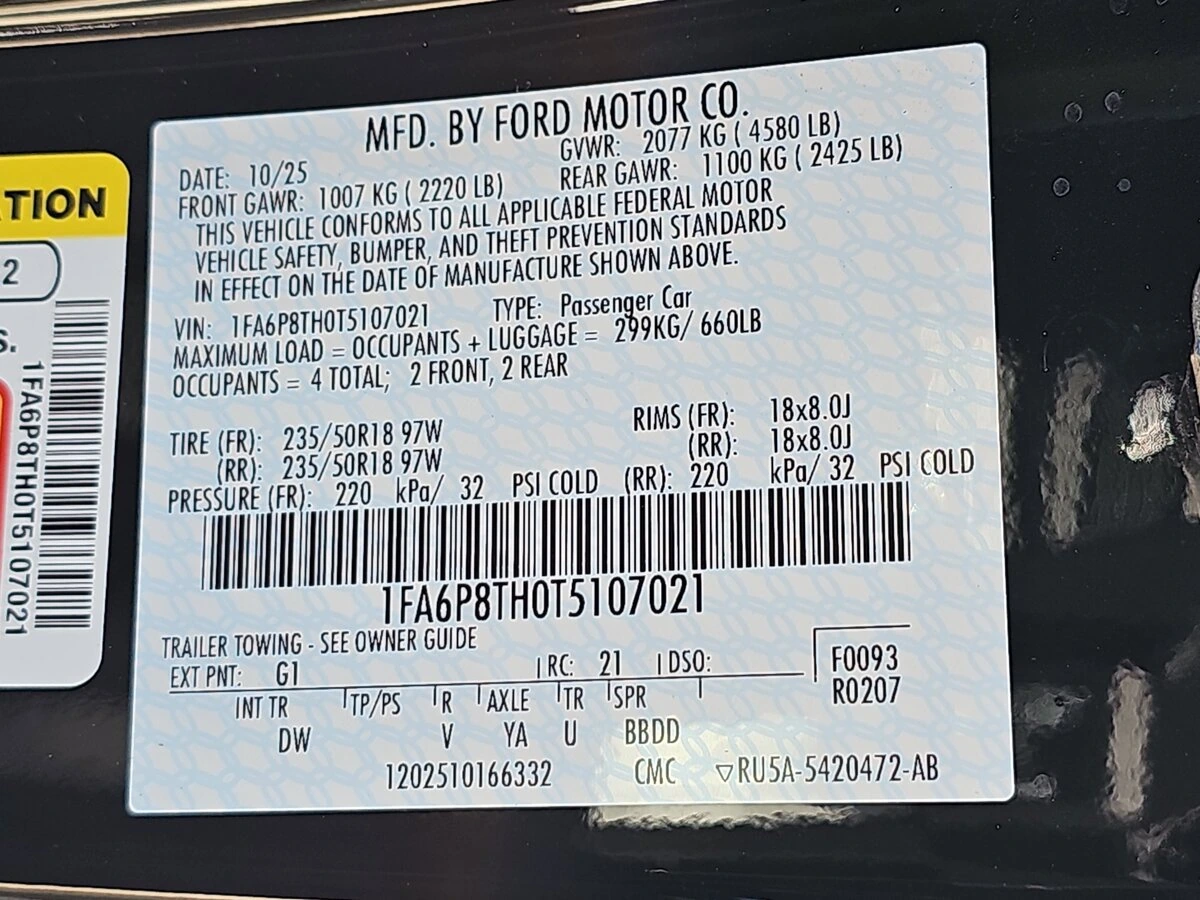 MFD. BY FORD MOTOR CO.
DATE: 10/25 GVWR: 2077 KG ( 4580 LB)
FRONT GAWR: 1007 KG ( 2220 LB) REAR GAWR: 1100 KG ( 2425 LB)
THIS VEHICLE CONFORMS TO ALL APPLICABLE FEDERAL MOTOR
VEHICLE SAFETY, BUMPER, AND THEFT PREVENTION STANDARDS
IN EFFECT ON THE DATE OF MANUFACTURE SHOWN ABOVE.
VIN: 1FA6P8TH0T5107021 TYPE: Passenger Car
MAXIMUM LOAD = OCCUPANTS + LUGGAGE = 299KG/ 660LB
OCCUPANTS = 4 TOTAL; 2 FRONT, 2 REAR
TIRE (FR): 235/50R18 97W RIMS (FR): 18x8.0J
(RR): 235/50R18 97W (RR): 18x8.0J
PRESSURE (FR): 220 kPa/ 32 PSI COLD (RR): 220 kPa/ 32 PSI COLD
1FA6P8TH0T5107021
TRAILER TOWING - SEE OWNER GUIDE
EXT PNT: G1 RC: 21 DSO: F0093
INT TR TP/PS R AXLE TR SPR R0207
DW V YA U BBDD
1202510166332 CMC ▽RU5A-5420472-AB
TION
2
S.
1FA6P8TH0T5107021